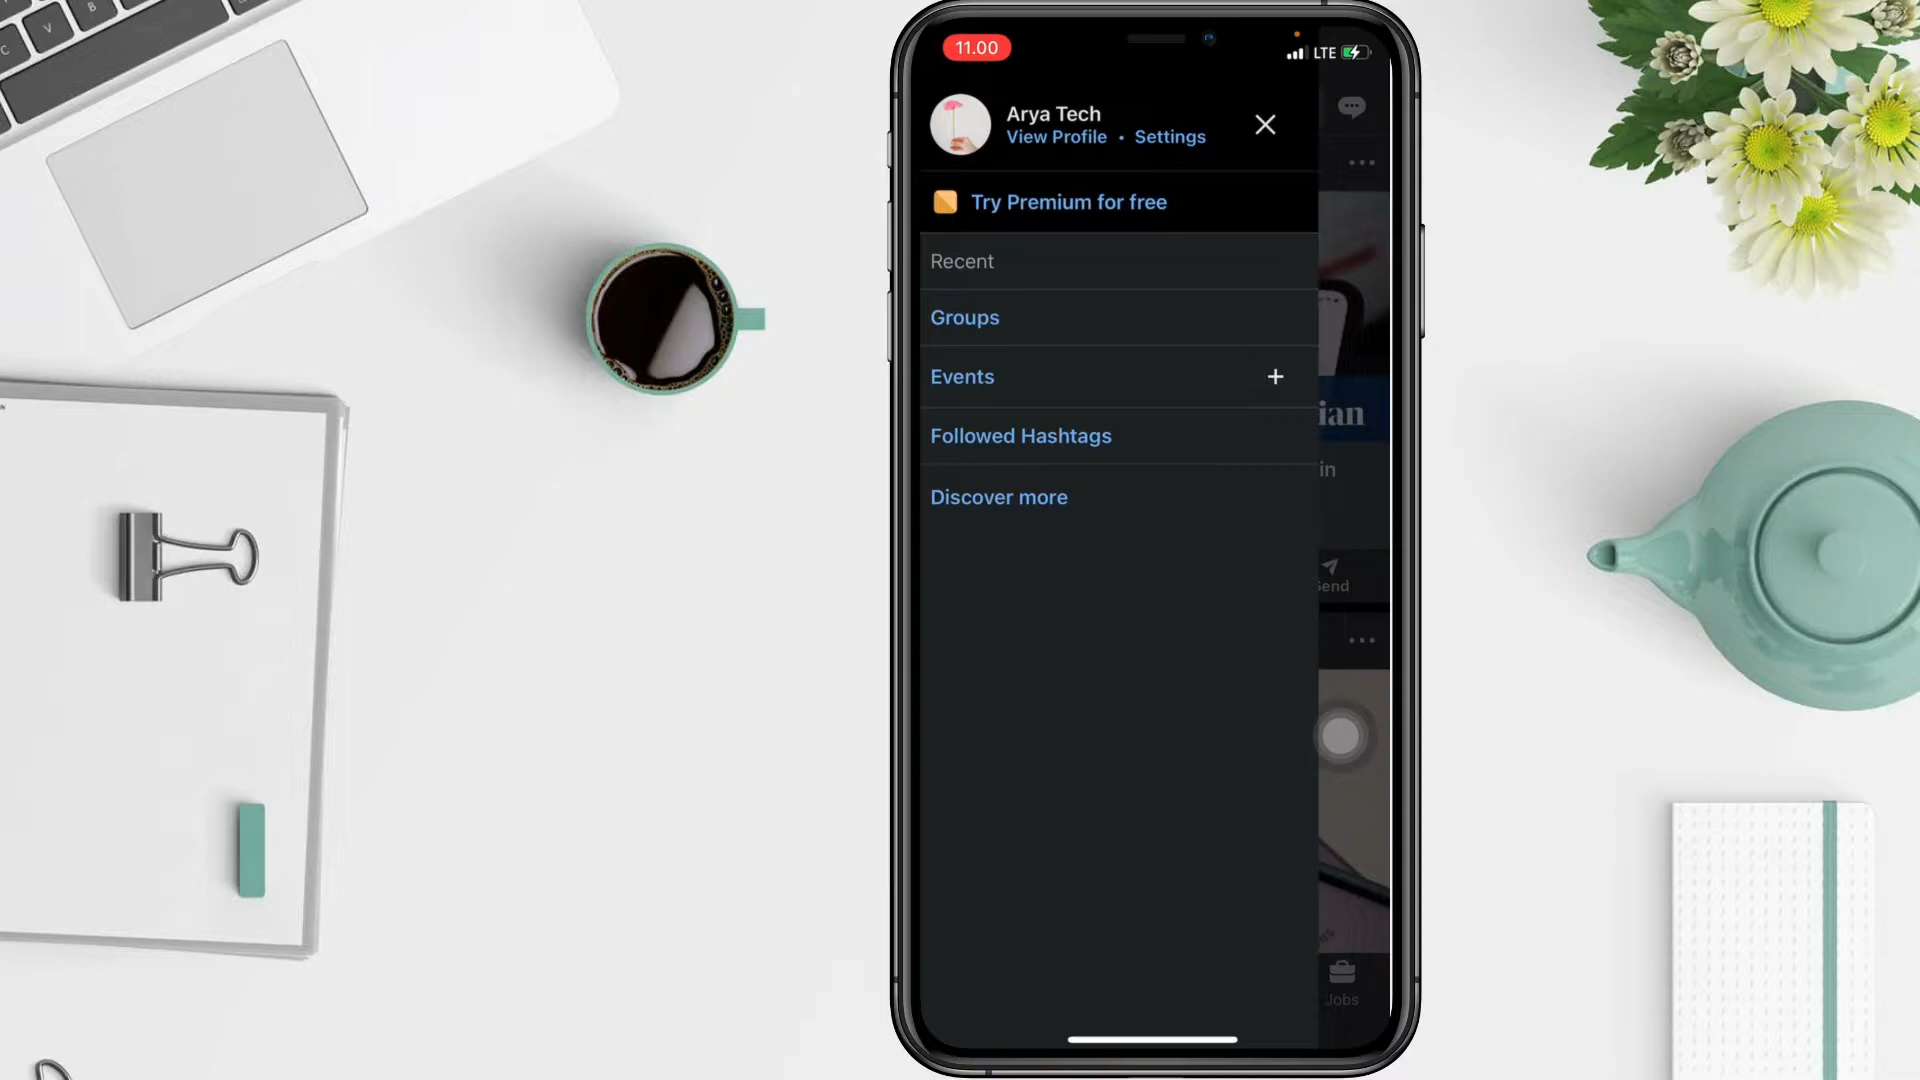 11.00
LTE
Arya Tech
View Profile • Settings
Try Premium for free
Recent
Groups
Events
+
Followed Hashtags
Discover more
ian
in
Send
Jobs
C
V
B